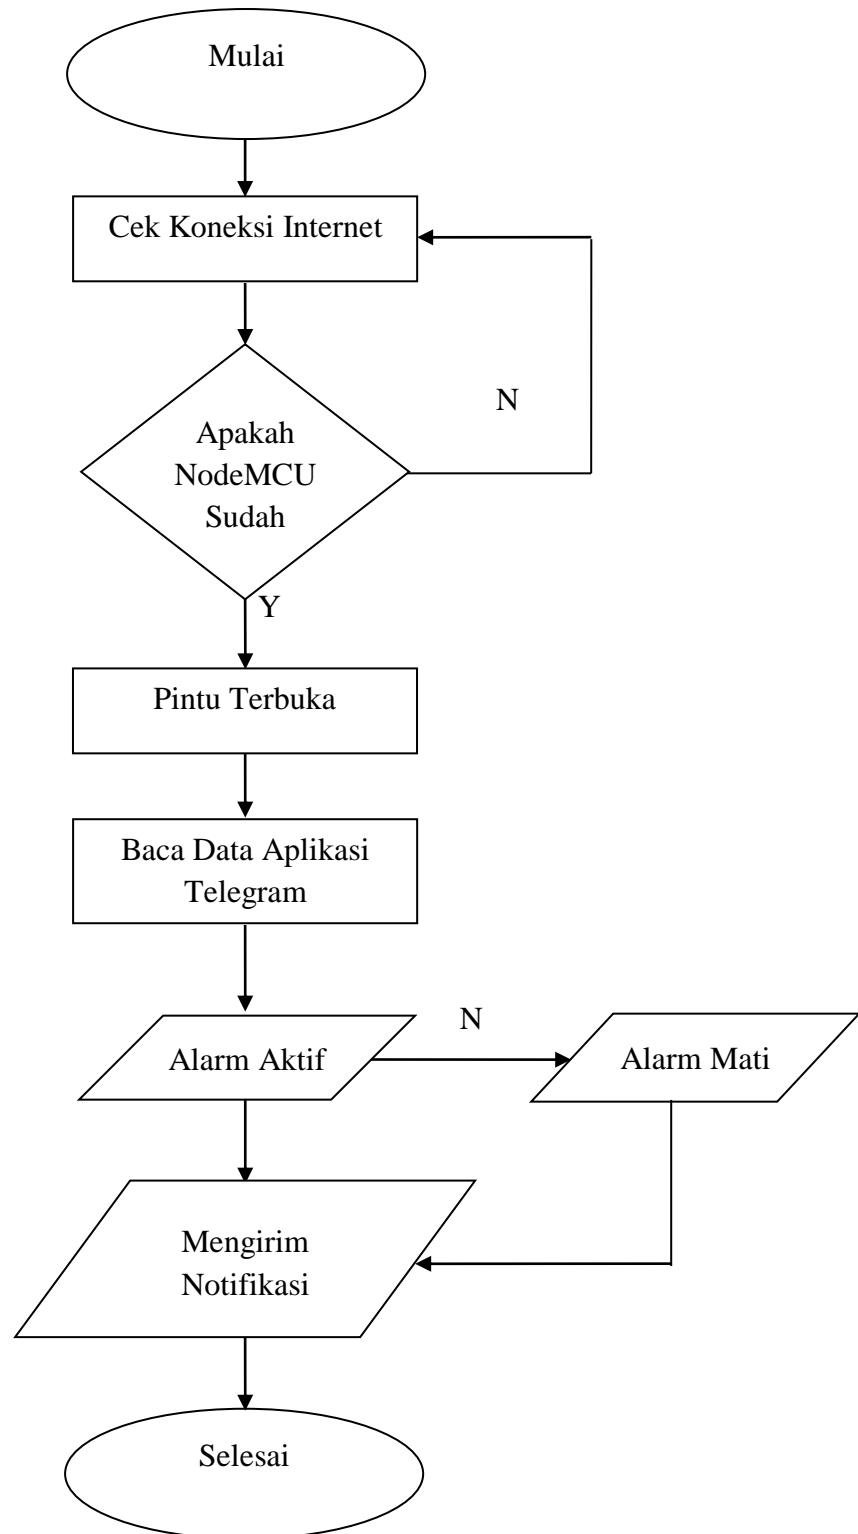 Mulai
Cek Koneksi Internet
N
Apakah
NodeMCU
Sudah
Y
Pintu Terbuka
Baca Data Aplikasi
Telegram
N
Alarm Aktif
Alarm Mati
Mengirim
Notifikasi
Selesai